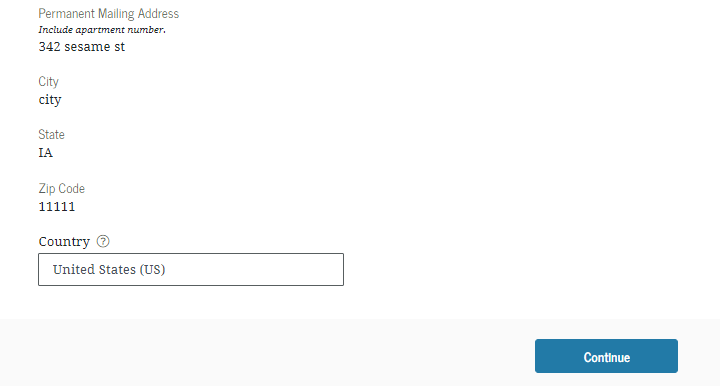 Permanent Mailing Address
Include apartment number.
342 sesame st
City
city
State
IA
Zip Code
11111
Country ?
United States (US)
Continue